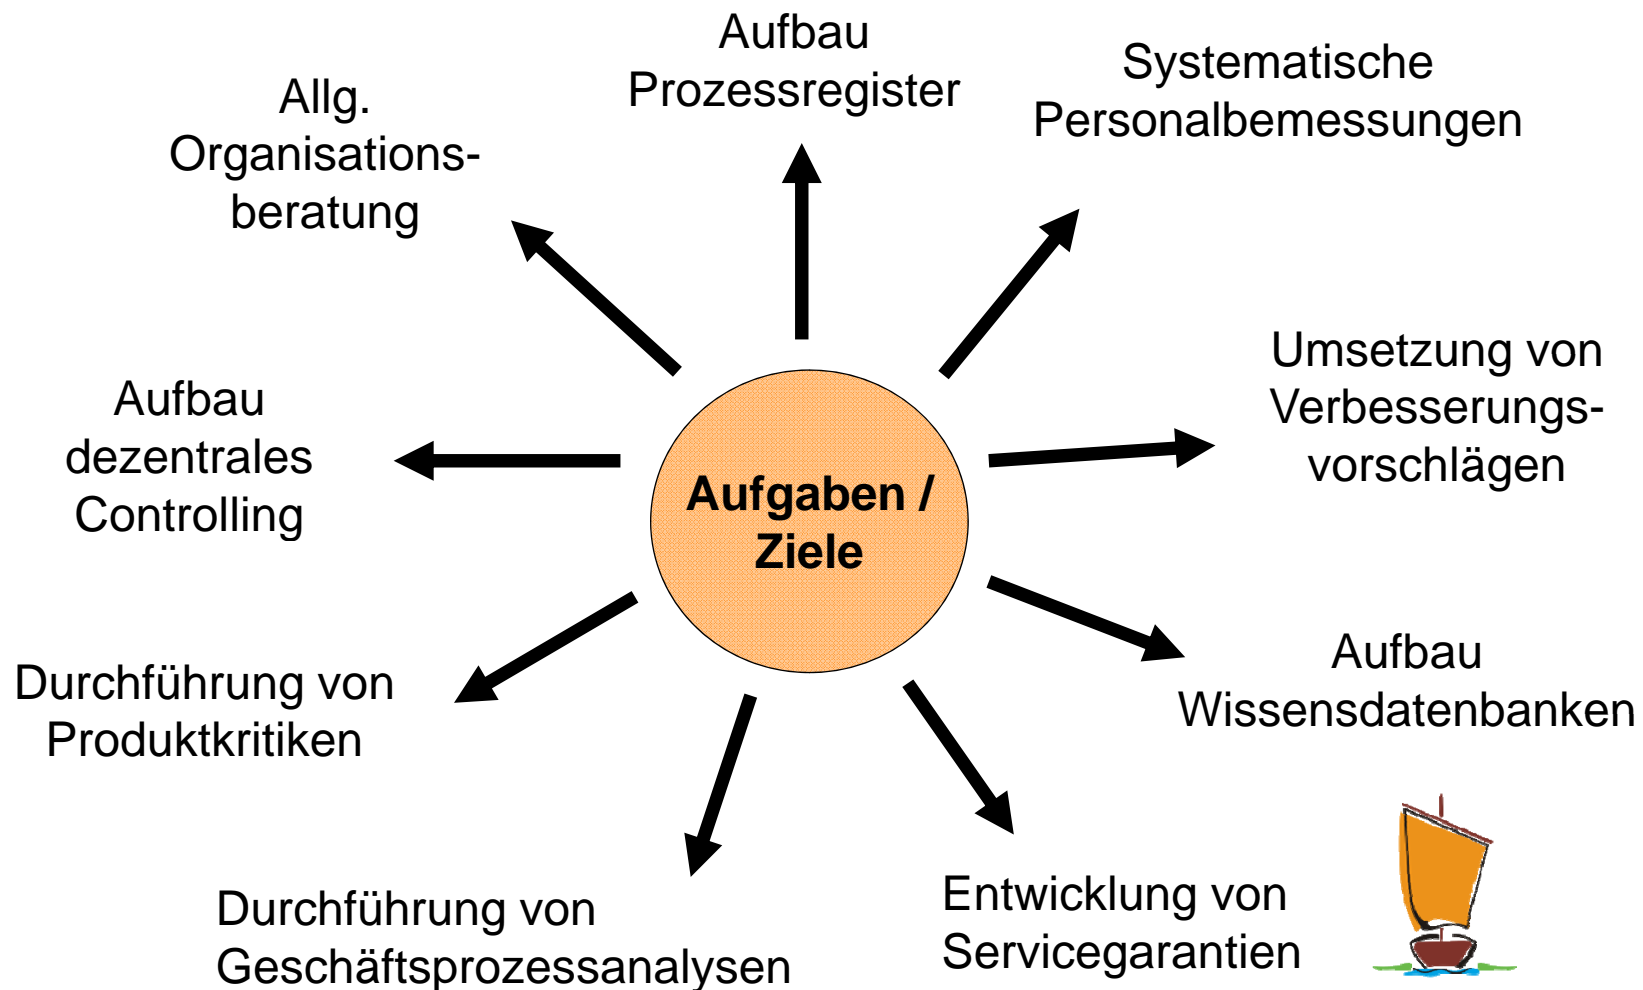 Aufbau
Prozessregister
Systematische
Personalbemessungen
Allg.
Organisations-
beratung
Umsetzung von
Verbesserungs-
vorschlägen
Aufbau
dezentrales
Controlling
Aufgaben /
Ziele
Aufbau
Wissensdatenbanken
Durchführung von
Produktkritiken
Entwicklung von
Servicegarantien
Durchführung von
Geschäftsprozessanalysen